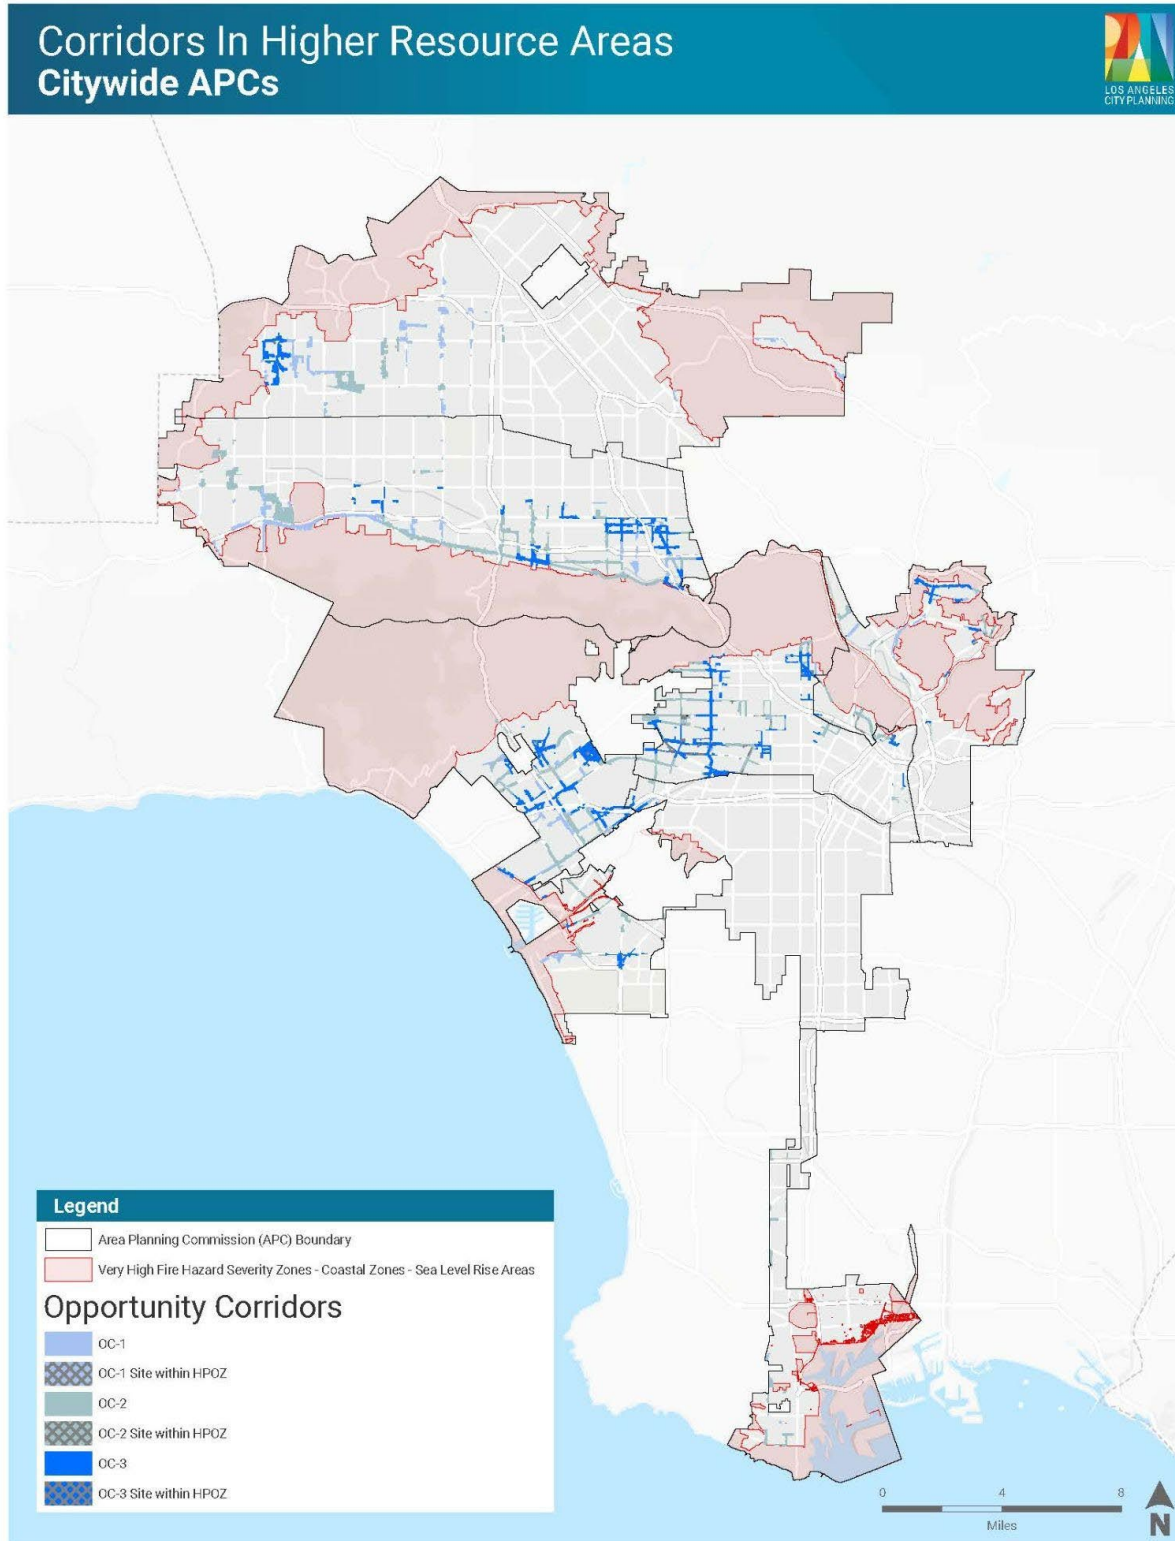 Corridors In Higher Resource Areas
Citywide APCs
LOS ANGELES
CITY PLANNING
Legend
Area Planning Commission (APC) Boundary
Very High Fire Hazard Severity Zones - Coastal Zones - Sea Level Rise Areas
Opportunity Corridors
OC-1
OC-1 Site within HPOZ
OC-2
OC-2 Site within HPOZ
OC-3
OC-3 Site within HPOZ
0 4 8
Miles
N